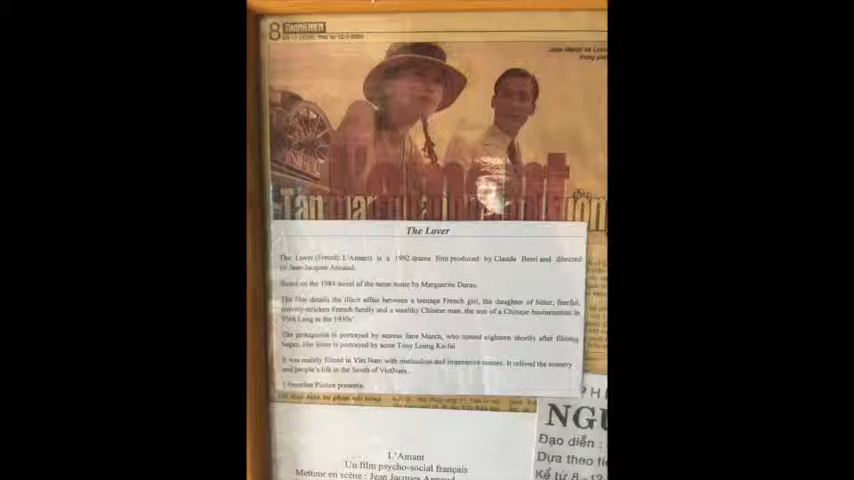 8
L'Amant
The Lover
The Lover (French: L'Amant) is a 1992 drama film produced by Claude Berri and directed
by Jean-Jacques Annaud.
Based on the 1984 novel of the same name by Marguerite Duras.
The film details the illicit affair between a teenage French girl, the daughter of bitter, fearful,
poverty-stricken French family and a wealthy Chinese man, the son of a Chinese businessman in
Vinh Long in the 1930s'.
The protagonist is portrayed by actress Jane March, who turned eighteen shortly after filming
began. Her lover is portrayed by actor Tony Leung Ka-fai
It was mainly filmed in Viet Nam with meticulous and impressive scenes. It relived the scenery
and people's life in the South of VietNam.
L'Amant
Un film psycho-social français
Metteur en scène : Jean Jacques Annaud
NGƯ
Đạo diễn :
Dựa theo
Kể từ 8 - 12